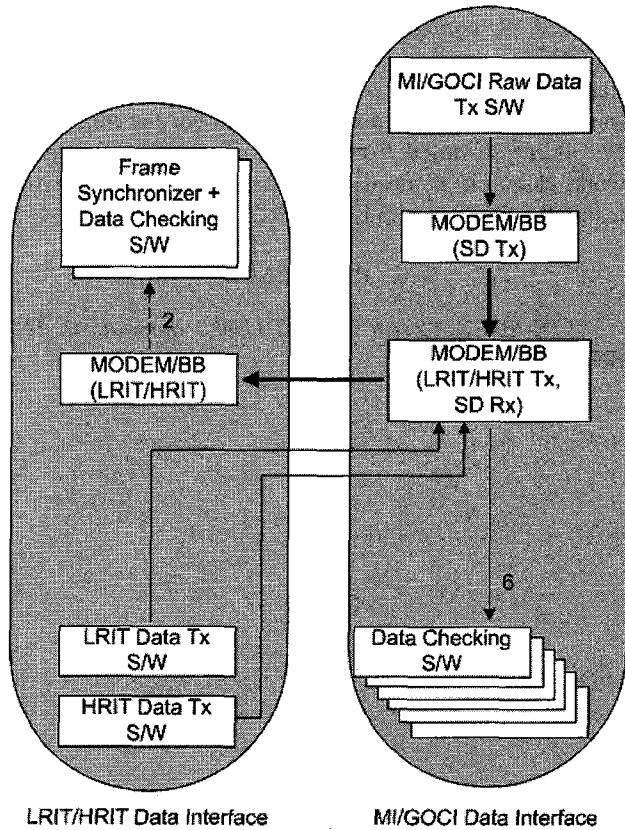 Frame
Synchronizer +
Data Checking
S/W
2
MODEM/BB
(LRIT/HRIT)
LRIT Data Tx
S/W
HRIT Data Tx
S/W
LRIT/HRIT Data Interface
MI/GOCI Raw Data
Tx S/W
MODEM/BB
(SD Tx)
MODEM/BB
(LRIT/HRIT Tx,
SD Rx)
6
Data Checking
S/W
MI/GOCI Data Interface